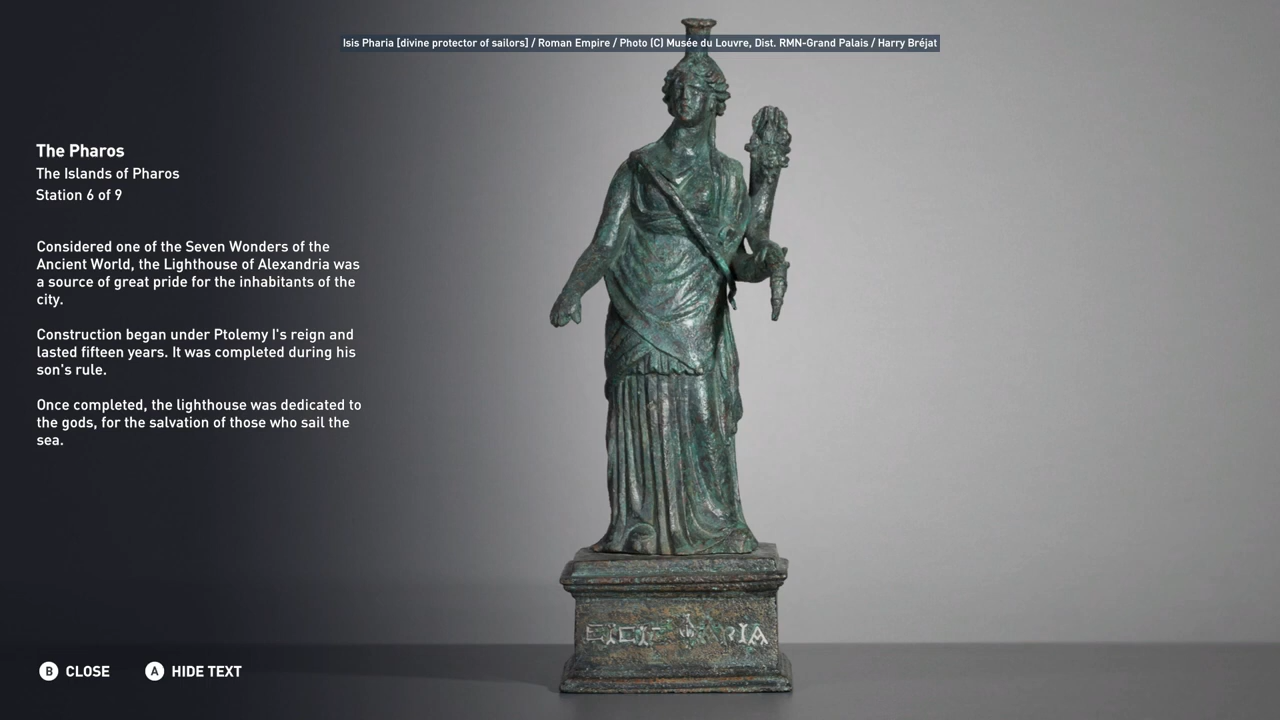 Isis Pharia [divine protector of sailors] / Roman Empire / Photo (C) Musée du Louvre, Dist. RMN-Grand Palais / Harry Bréjat
The Pharos
The Islands of Pharos
Station 6 of 9
Considered one of the Seven Wonders of the
Ancient World, the Lighthouse of Alexandria was
a source of great pride for the inhabitants of the
city.
Construction began under Ptolemy I's reign and
lasted fifteen years. It was completed during his
son's rule.
Once completed, the lighthouse was dedicated to
the gods, for the salvation of those who sail the
sea.
B CLOSE A HIDE TEXT